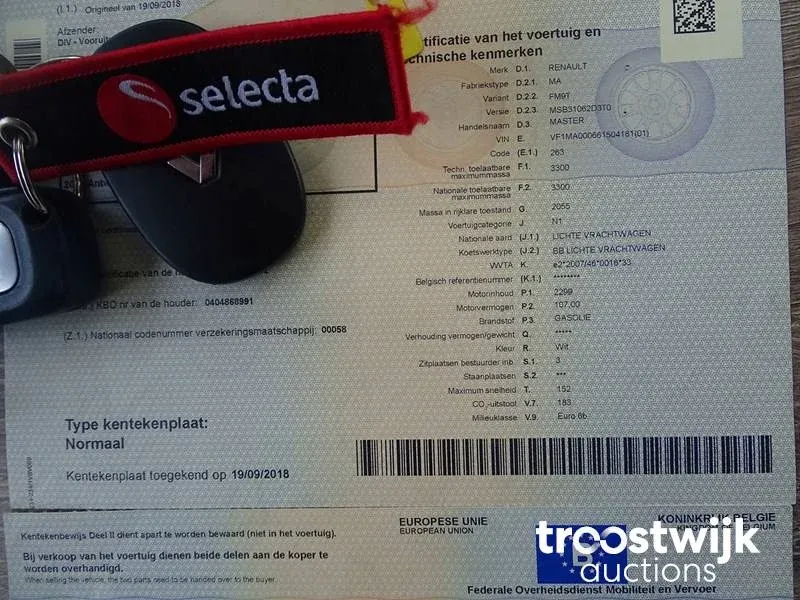 (I.1.) Origineel van 19/09/2018
Afzender
DIV - Vooruit
selecta
tificatie van het voertuig en
chnische kenmerken
Merk D.1. RENAULT
Fabriekstype D.2.1. MA
Variant D.2.2. FM9T
Versie D.2.3. MSB31062D3T0
Handelsnaam D.3. MASTER
VIN E. VF1MA000661504181(01)
Code (E.1.) 263
Techn. toelaatbare maximummassa F.1. 3300
Nationale toelaatbare maximummassa F.2. 3300
Massa in rijklare toestand G. 2055
Voertuigcategorie J. N1
Nationale aard (J.1.) LICHTE VRACHTWAGEN
Koetswerktype (J.2.) BB LICHTE VRACHTWAGEN
WVTA K. e2*2007/46*0016*33
Belgisch referentienummer (K.1.) ********
Motorinhoud P.1. 2299
Motorvermogen P.2. 107,00
Brandstof P.3. GASOLIE
Verhouding vermogen/gewicht Q. *****
Kleur R. Wit
Zitplaatsen bestuurder inb. S.1. 3
Staanplaatsen S.2. ***
Maximum snelheid T. 152
CO2-uitstoot V.7. 183
Milieuklasse V.9. Euro 6b
KBO nr van de houder: 0404868991
(Z.1.) Nationaal codenummer verzekeringsmaatschappij: 00058
Type kentekenplaat:
Normaal
Kentekenplaat toegekend op 19/09/2018
Kentekenbewijs Deel II dient apart te worden bewaard (niet in het voertuig).
Bij verkoop van het voertuig dienen beide delen aan de koper te
worden overhandigd.
When selling the vehicle, the two parts need to be handed over to the buyer.
EUROPESE UNIE
EUROPEAN UNION
KONINKRIJK BELGIE
KINGDOM OF BELGIUM
B
troostwijk
auctions
Federale Overheidsdienst Mobiliteit en Vervoer